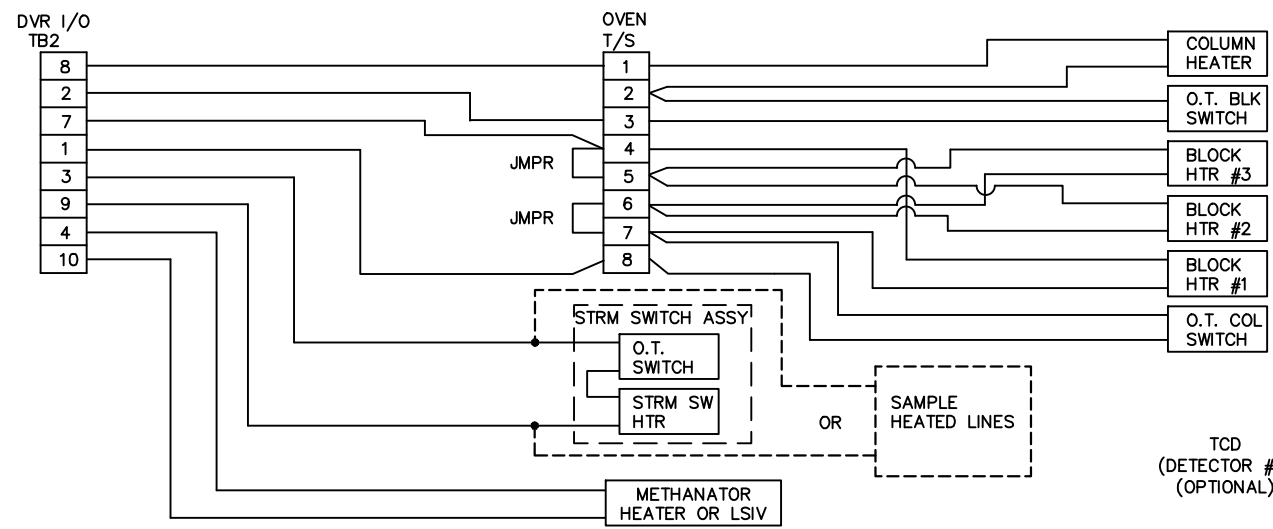 DVR I/O
TB2
8
2
7
1
3
9
4
10
OVEN
T/S
1
2
3
4
5
6
7
8
JMPR
JMPR
COLUMN
HEATER
O.T. BLK
SWITCH
BLOCK
HTR #3
BLOCK
HTR #2
BLOCK
HTR #1
O.T. COL
SWITCH
STRM SWITCH ASSY
O.T.
SWITCH
STRM SW
HTR
OR
SAMPLE
HEATED LINES
METHANATOR
HEATER OR LSIV
TCD
(DETECTOR #
(OPTIONAL)